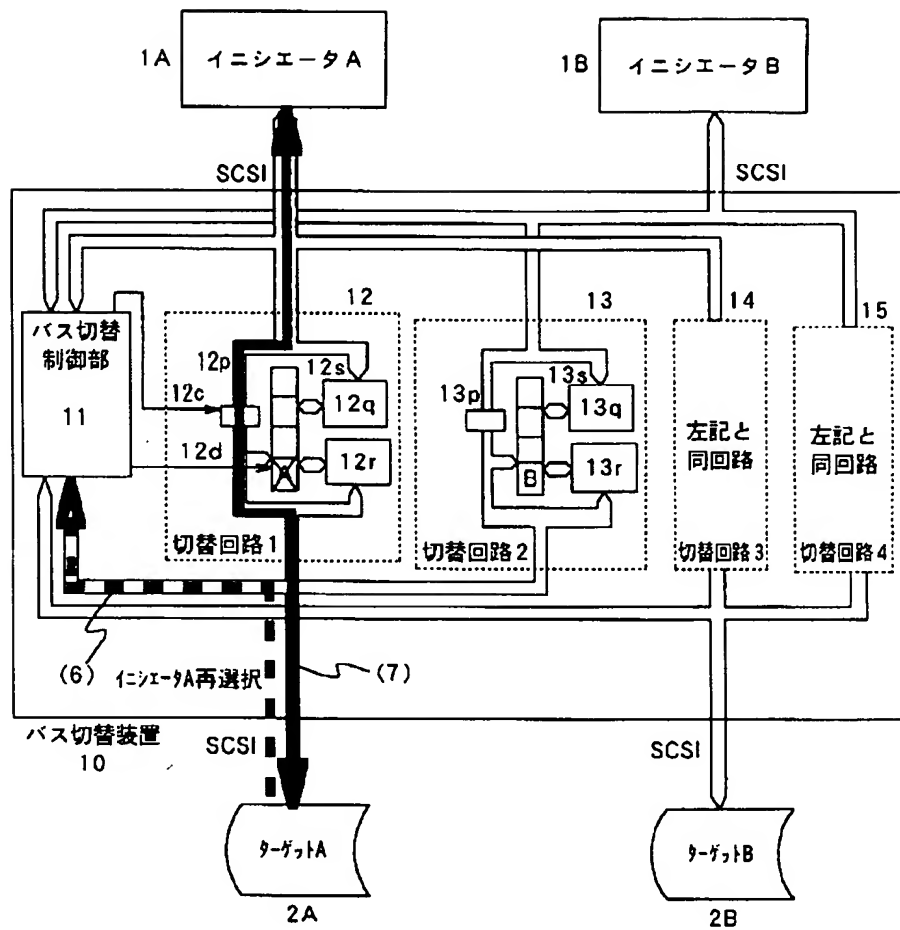 1A
イニシエータA
1B
イニシエータB
SCSI
SCSI
バス切替
制御部
11
12
13
14
15
12p
12s
12c
12q
12d
A
12r
切替回路1
13p
13s
13q
B
13r
切替回路2
左記と
同回路
切替回路3
左記と
同回路
切替回路4
(6)
イニシエータA再選択
(7)
バス切替装置
10
SCSI
SCSI
ターゲットA
ターゲットB
2A
2B